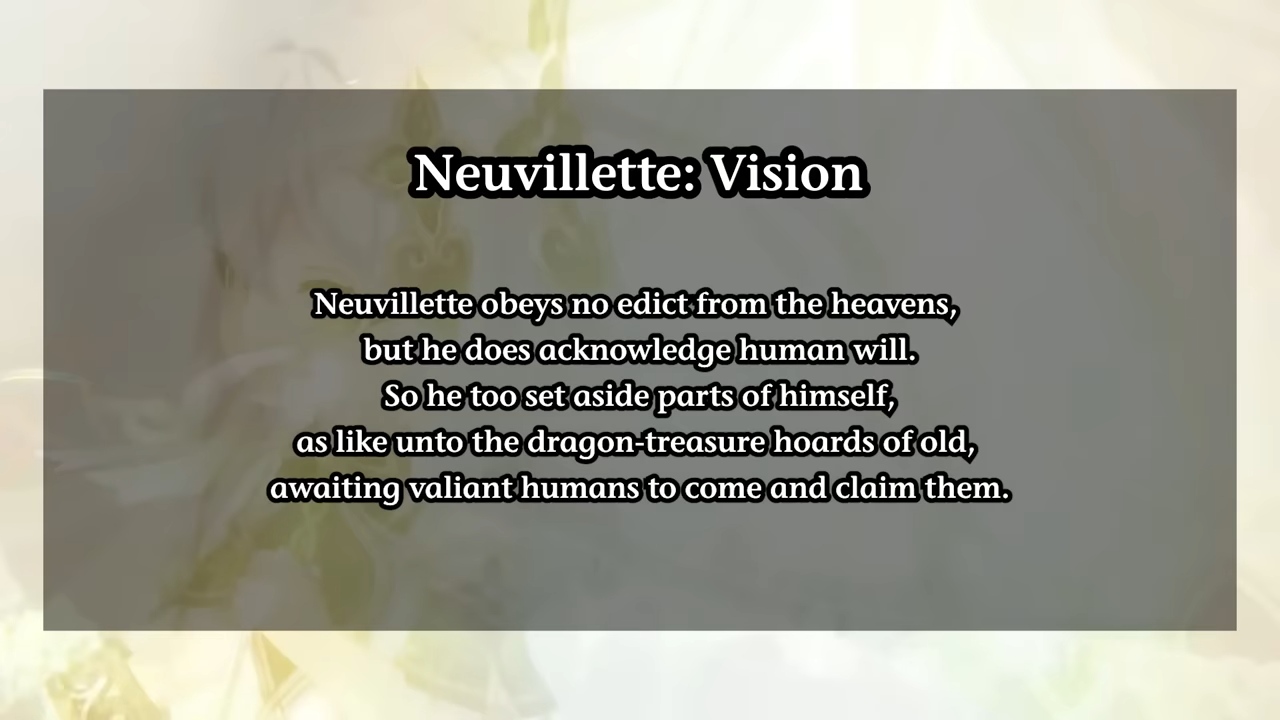 Neuvillette: Vision
Neuvillette obeys no edict from the heavens,
but he does acknowledge human will.
So he too set aside parts of himself,
as like unto the dragon-treasure hoards of old,
awaiting valiant humans to come and claim them.